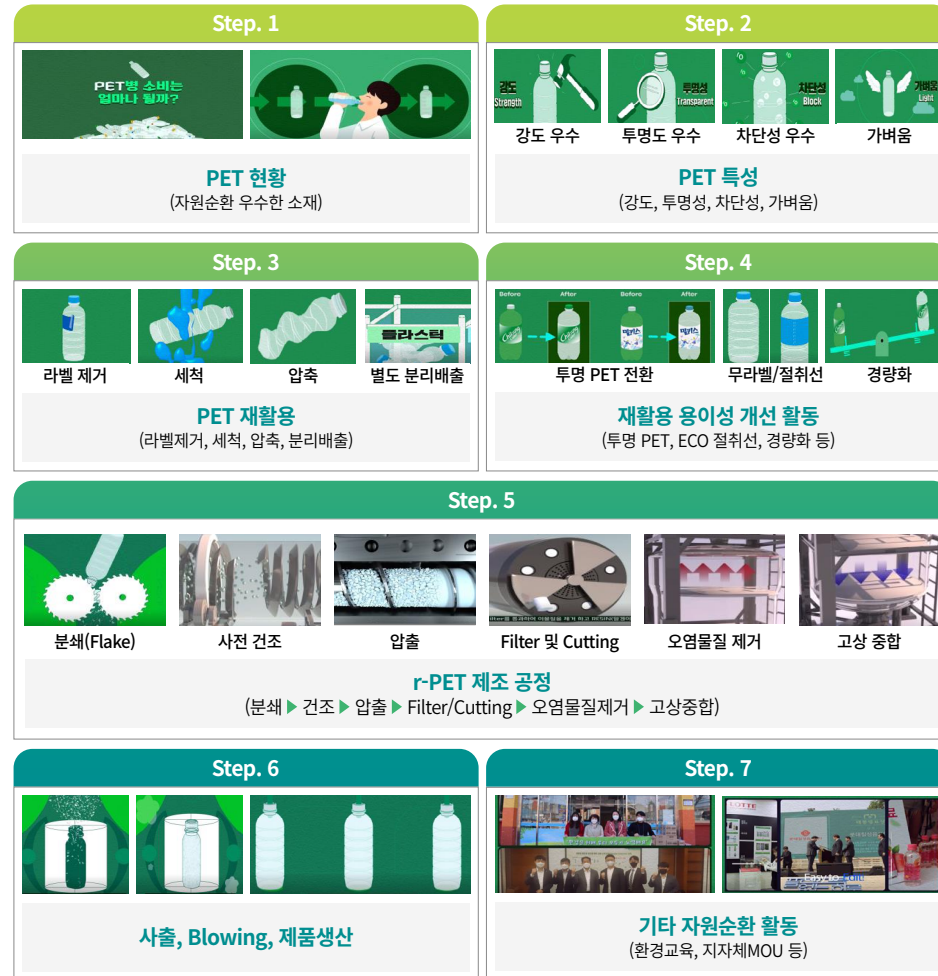 Step. 1
PET병 소비는
얼마나 될까?
PET 현황
(자원순환 우수한 소재)
Step. 2
강도
Strength
투명성
Transparent
차단성
Block
가벼움
Light
강도 우수
투명도 우수
차단성 우수
가벼움
PET 특성
(강도, 투명성, 차단성, 가벼움)
Step. 3
플라스틱
라벨 제거
세척
압축
별도 분리배출
PET 재활용
(라벨제거, 세척, 압축, 분리배출)
Step. 4
Before
After
Before
After
밀키스
밀키스
투명 PET 전환
무라벨/절취선
경량화
재활용 용이성 개선 활동
(투명 PET, ECO 절취선, 경량화 등)
Step. 5
분쇄(Flake)
사전 건조
압출
Filter 및 Cutting
오염물질 제거
고상 중합
r-PET 제조 공정
(분쇄 ▶ 건조 ▶ 압출 ▶ Filter/Cutting ▶ 오염물질제거 ▶ 고상중합)
Step. 6
사출, Blowing, 제품생산
Step. 7
LOTTE
Easy to
기타 자원순환 활동
(환경교육, 지자체MOU 등)